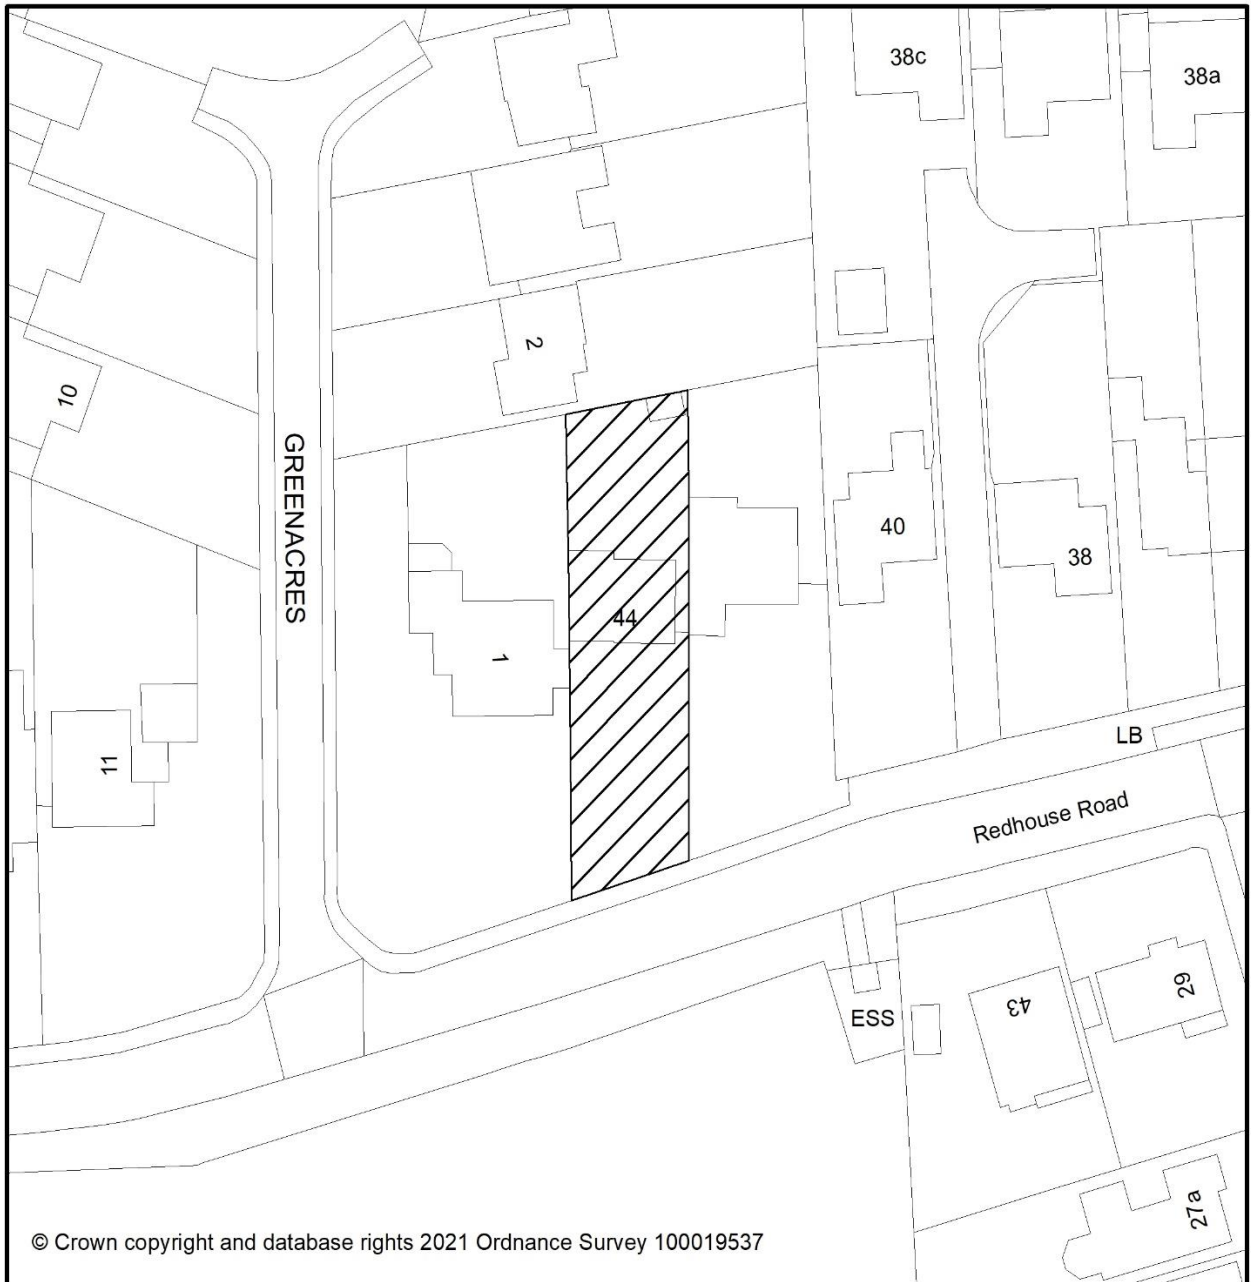 38c
38a
2
10
GREENACRES
40
38
44
1
11
LB
Redhouse Road
29
43
ESS
27a
© Crown copyright and database rights 2021 Ordnance Survey 100019537